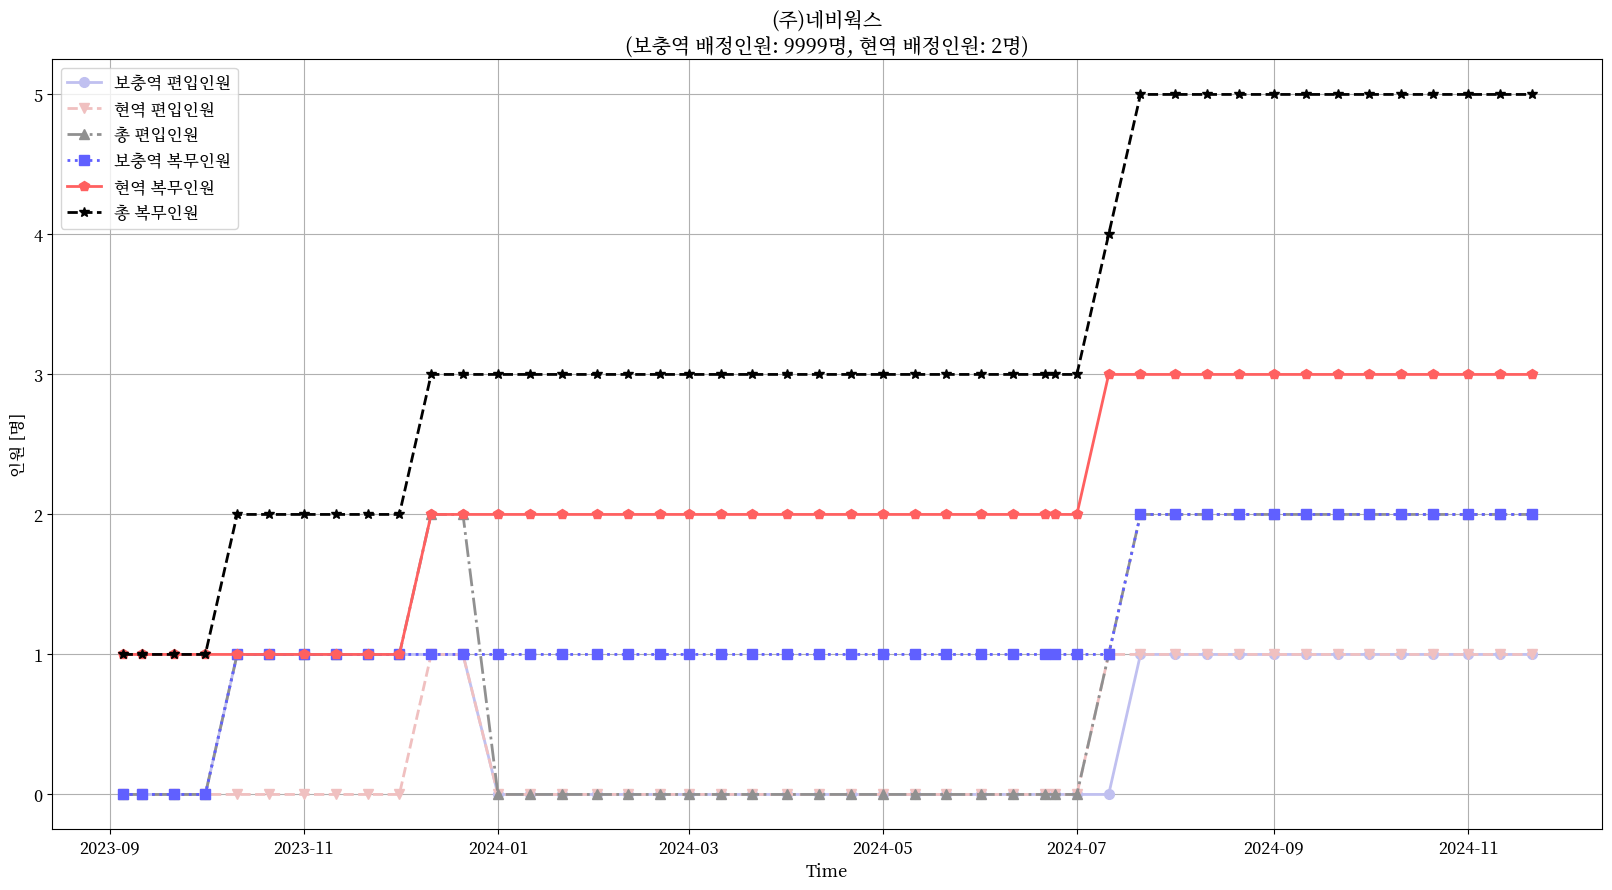 (주)네비웍스
(보충역 배정인원: 9999명, 현역 배정인원: 2명)
보충역 편입인원
현역 편입인원
총 편입인원
보충역 복무인원
현역 복무인원
총 복무인원
인원 [명]
5
4
3
2
1
0
2023-09
2023-11
2024-01
2024-03
2024-05
2024-07
2024-09
2024-11
Time